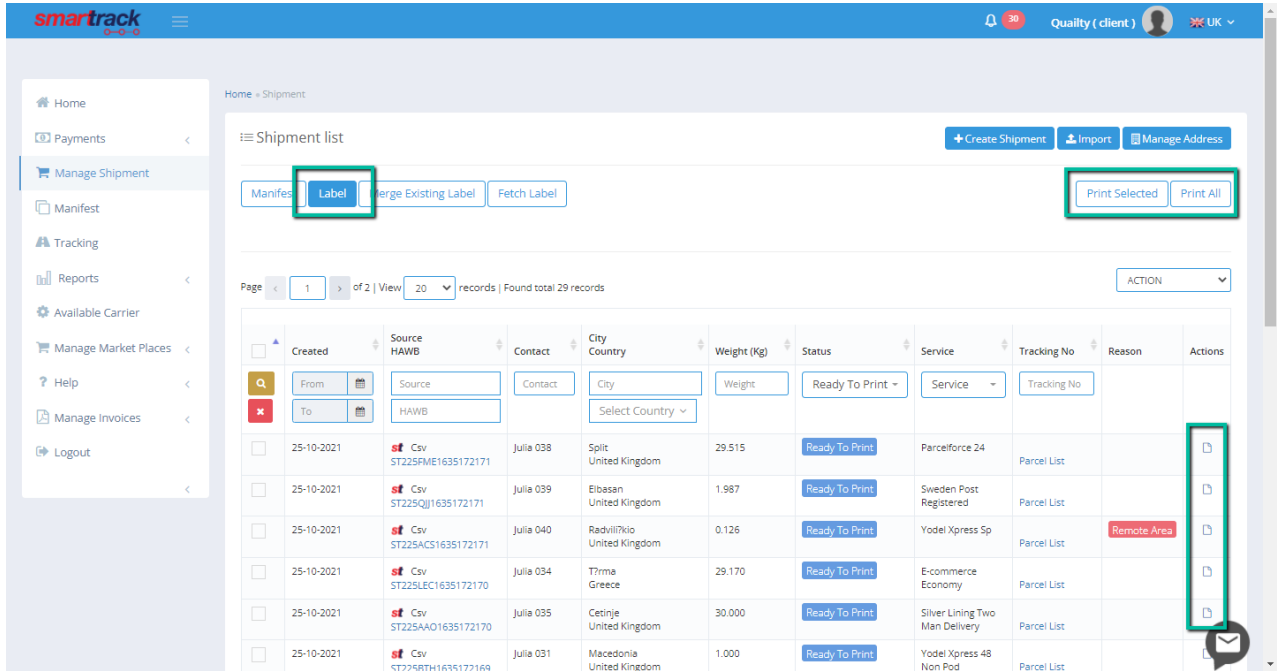 smartrack
30
Quailty ( client )
UK
Home
Payments
Manage Shipment
Manifest
Tracking
Reports
Available Carrier
Manage Market Places
Help
Manage Invoices
Logout
Home » Shipment
Shipment list
Create Shipment
Import
Manage Address
Manifes
Label
Merge Existing Label
Fetch Label
Print Selected
Print All
Page 1 of 2 | View 20 records | Found total 29 records
ACTION
Created
Source
HAWB
Contact
City
Country
Weight (Kg)
Status
Service
Tracking No
Reason
Actions
From
Source
Contact
City
Weight
Ready To Print
Service
Tracking No
To
HAWB
Select Country
25-10-2021 st Csv Julia 038 Split 29.515 Ready To Print Parcelforce 24
ST225FME1635172171 United Kingdom Parcel List
25-10-2021 st Csv Julia 039 Elbasan 1.987 Ready To Print Sweden Post
ST225QJJ1635172171 United Kingdom Registered Parcel List
25-10-2021 st Csv Julia 040 Radvili?kio 0.126 Ready To Print Yodel Xpress Sp Remote Area
ST225ACS1635172171 United Kingdom Parcel List
25-10-2021 st Csv Julia 034 T?rma 29.170 Ready To Print E-commerce
ST225LEC1635172170 Greece Economy Parcel List
25-10-2021 st Csv Julia 035 Cetinje 30.000 Ready To Print Silver Lining Two
ST225AAO1635172170 United Kingdom Man Delivery Parcel List
25-10-2021 st Csv Julia 031 Macedonia 1.000 Ready To Print Yodel Xpress 48
ST225BTH1635172169 United Kingdom Non Pod Parcel List